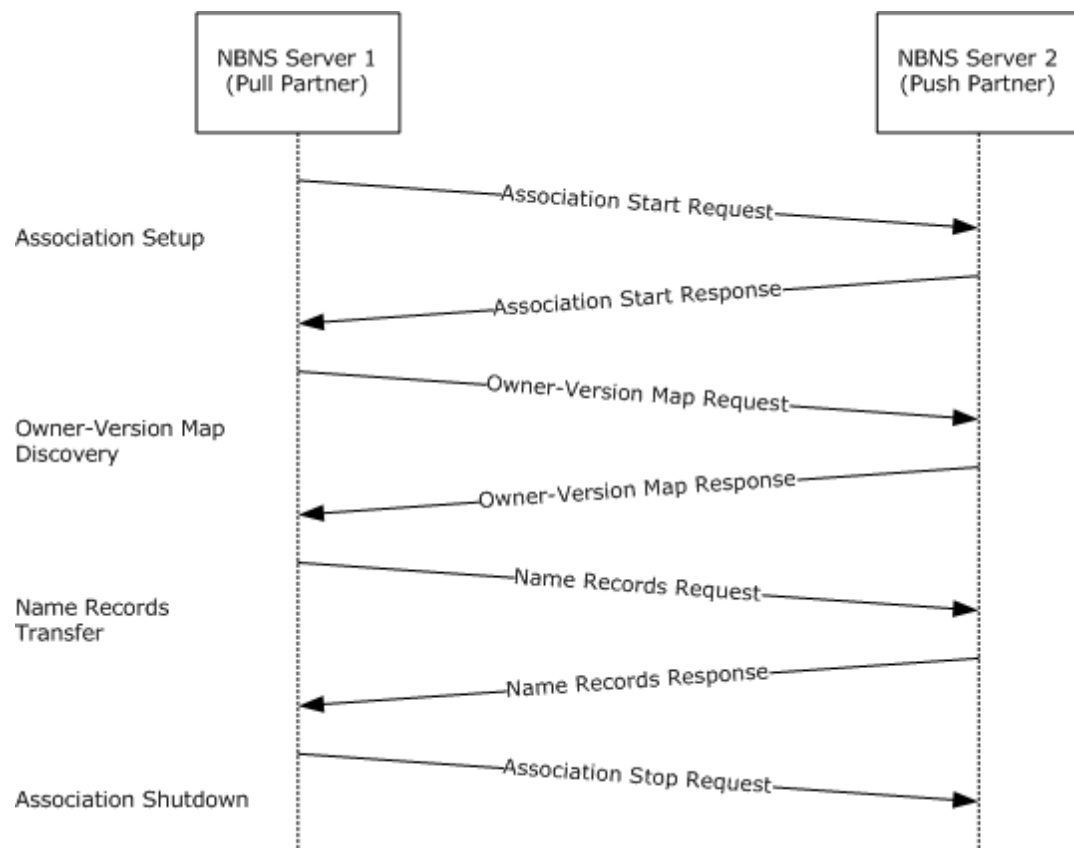 NBNS Server 1
(Pull Partner)
NBNS Server 2
(Push Partner)
Association Start Request
Association Setup
Association Start Response
Owner-Version Map Request
Owner-Version Map
Discovery
Owner-Version Map Response
Name Records Request
Name Records
Transfer
Name Records Response
Association Stop Request
Association Shutdown